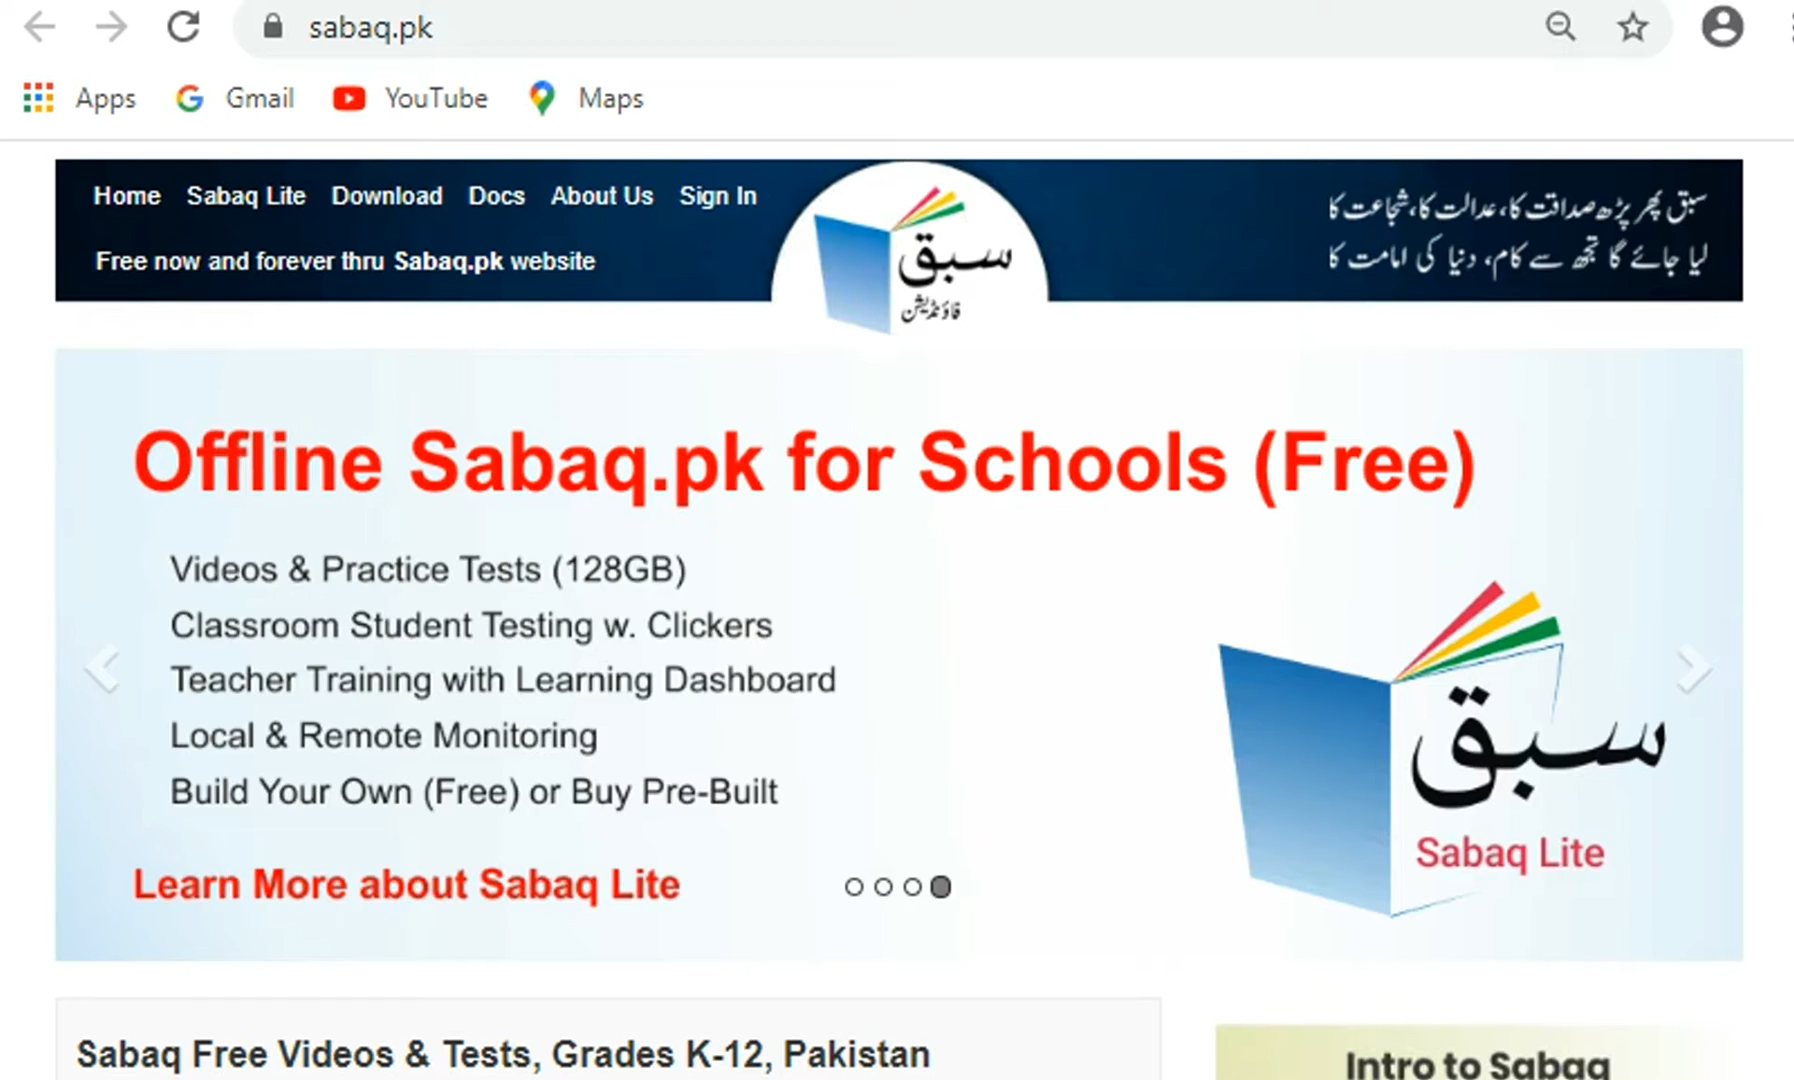 sabaq.pk
Apps Gmail YouTube Maps
Home Sabaq Lite Download Docs About Us Sign In
Free now and forever thru Sabaq.pk website
سبق
فاؤنڈیشن
سبق پھر پڑھ صداقت کا، عدالت کا، شجاعت کا
لیا جائے گا تجھ سے کام، دنیا کی امامت کا
Offline Sabaq.pk for Schools (Free)
Videos & Practice Tests (128GB)
Classroom Student Testing w. Clickers
Teacher Training with Learning Dashboard
Local & Remote Monitoring
Build Your Own (Free) or Buy Pre-Built
Learn More about Sabaq Lite
سبق
Sabaq Lite
Sabaq Free Videos & Tests, Grades K-12, Pakistan
Intro to Sabaq